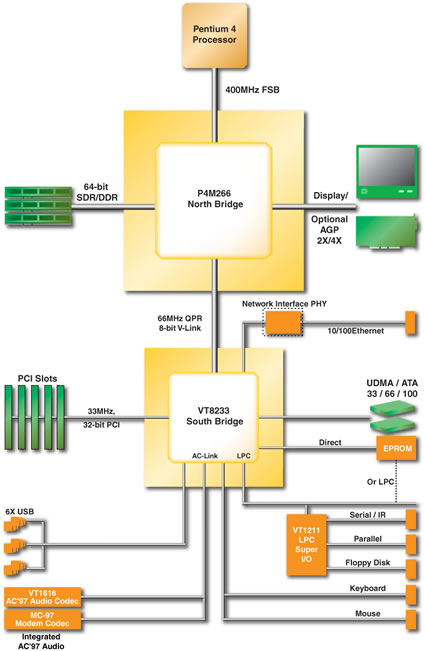 Pentium 4
Processor
400MHz FSB
64-bit
SDR/DDR
P4M266
North Bridge
Display/
Optional
AGP
2X/4X
66MHz QPR
8-bit V-Link
Network Interface PHY
10/100Ethernet
PCI Slots
33MHz,
32-bit PCI
VT8233
South Bridge
AC-Link
LPC
UDMA / ATA
33 / 66 / 100
Direct
EPROM
Or LPC
6X USB
VT1211
LPC
Super
I/O
Serial / IR
Parallel
Floppy Disk
Keyboard
Mouse
VT1616
AC'97 Audio Codec
MC-97
Modem Codec
Integrated
AC'97 Audio